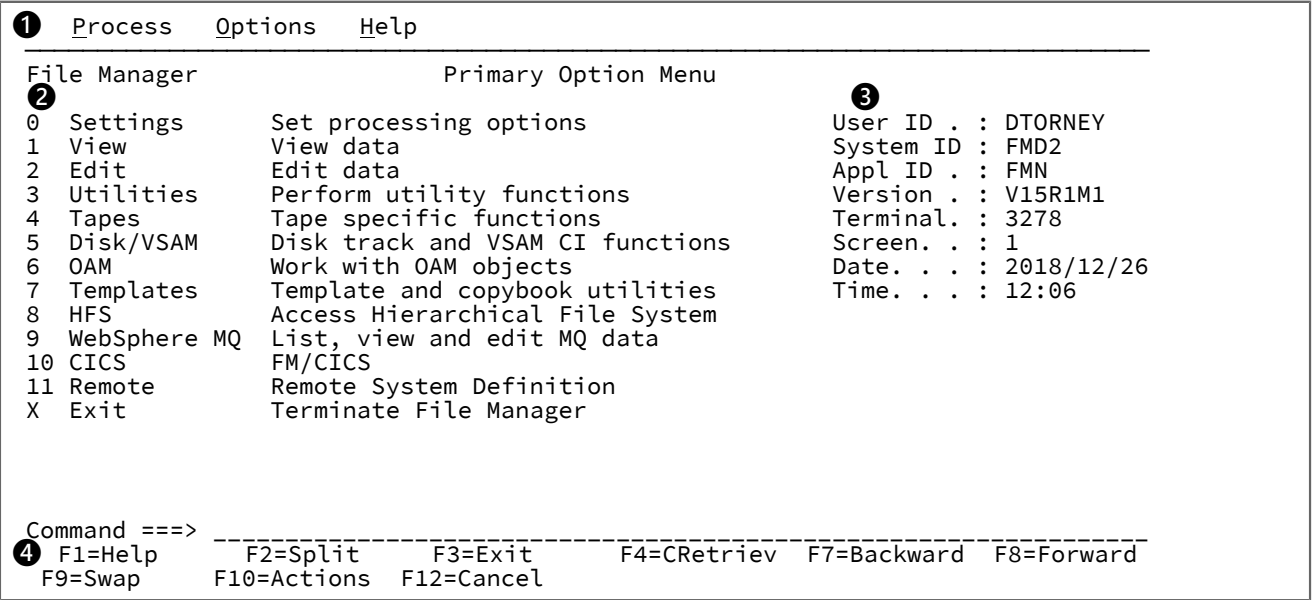 ❶ Process Options Help
File Manager Primary Option Menu
❷ ❸
0 Settings Set processing options User ID . : DTORNEY
1 View View data System ID : FMD2
2 Edit Edit data Appl ID . : FMN
3 Utilities Perform utility functions Version . : V15R1M1
4 Tapes Tape specific functions Terminal. : 3278
5 Disk/VSAM Disk track and VSAM CI functions Screen. . : 1
6 OAM Work with OAM objects Date. . . : 2018/12/26
7 Templates Template and copybook utilities Time. . . : 12:06
8 HFS Access Hierarchical File System
9 WebSphere MQ List, view and edit MQ data
10 CICS FM/CICS
11 Remote Remote System Definition
X Exit Terminate File Manager
Command ===> __________________________________________________________________
❹ F1=Help F2=Split F3=Exit F4=CRetriev F7=Backward F8=Forward
F9=Swap F10=Actions F12=Cancel